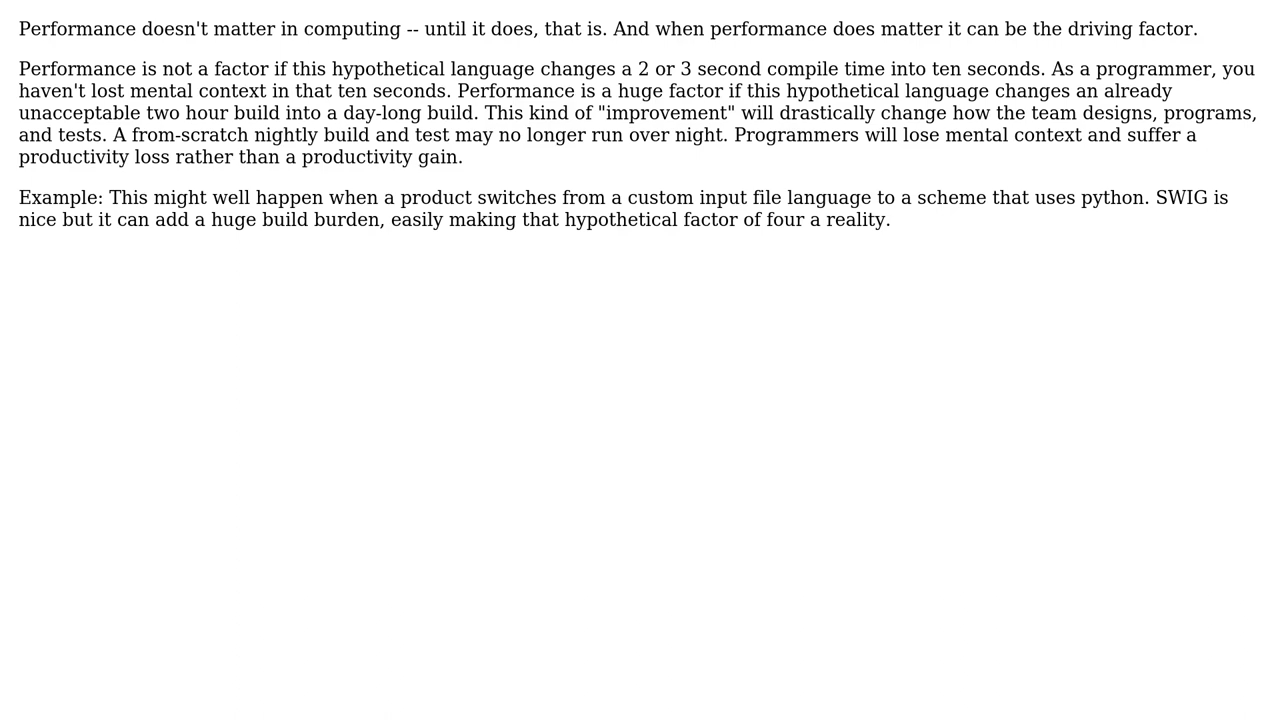 Performance doesn't matter in computing -- until it does, that is. And when performance does matter it can be the driving factor.
Performance is not a factor if this hypothetical language changes a 2 or 3 second compile time into ten seconds. As a programmer, you
haven't lost mental context in that ten seconds. Performance is a huge factor if this hypothetical language changes an already
unacceptable two hour build into a day-long build. This kind of "improvement" will drastically change how the team designs, programs,
and tests. A from-scratch nightly build and test may no longer run over night. Programmers will lose mental context and suffer a
productivity loss rather than a productivity gain.
Example: This might well happen when a product switches from a custom input file language to a scheme that uses python. SWIG is
nice but it can add a huge build burden, easily making that hypothetical factor of four a reality.